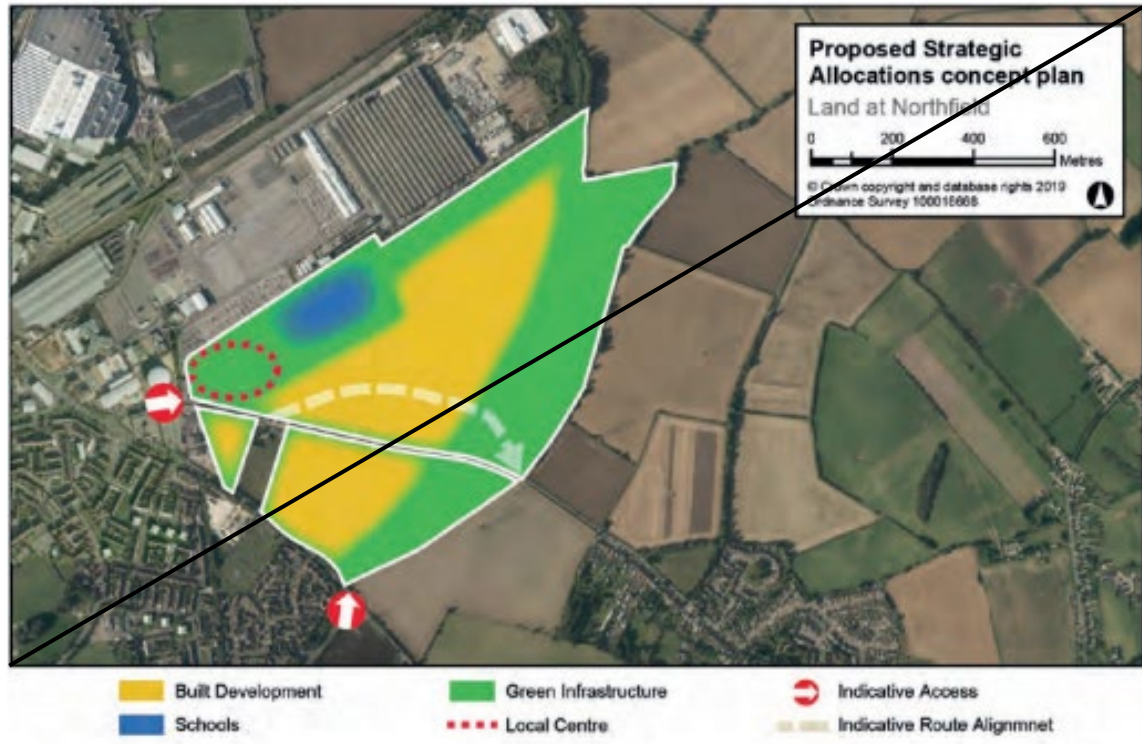 Proposed Strategic
Allocations concept plan
Land at Northfield
0 200 400 600
Metres
© Crown copyright and database rights 2019
Ordnance Survey 100018668
Built Development
Green Infrastructure
Indicative Access
Schools
Local Centre
Indicative Route Alignmnet